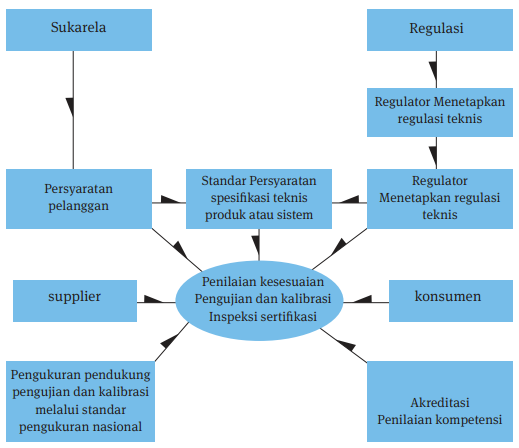 Sukarela
Regulasi
Regulator Menetapkan
regulasi teknis
Persyaratan
pelanggan
Standar Persyaratan
spesifikasi teknis
produk atau sistem
Regulator
Menetapkan regulasi
teknis
supplier
Penilaian kesesuaian
Pengujian dan kalibrasi
Inspeksi sertifikasi
konsumen
Pengukuran pendukung
pengujian dan kalibrasi
melalui standar
pengukuran nasional
Akreditasi
Penilaian kompetensi